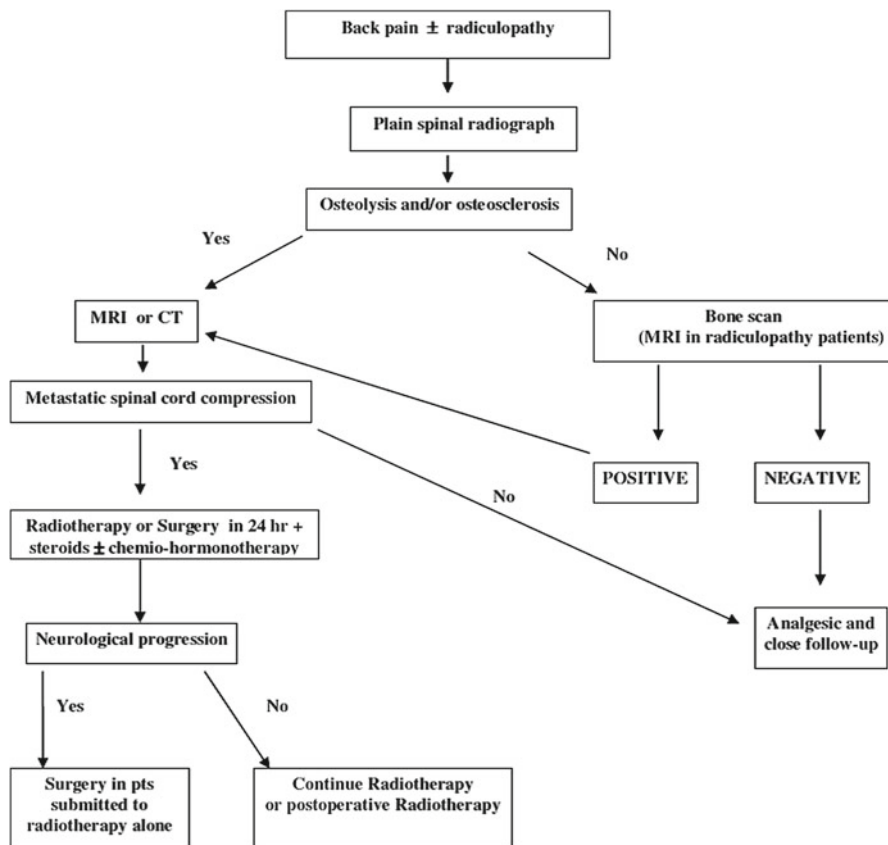 Back pain ± radiculopathy
Plain spinal radiograph
Osteolysis and/or osteosclerosis
Yes
No
MRI or CT
Bone scan
(MRI in radiculopathy patients)
Metastatic spinal cord compression
Yes
No
POSITIVE
NEGATIVE
Radiotherapy or Surgery in 24 hr +
steroids ± chemio-hormonotherapy
Analgesic and
close follow-up
Neurological progression
Yes
No
Surgery in pts
submitted to
radiotherapy alone
Continue Radiotherapy
or postoperative Radiotherapy